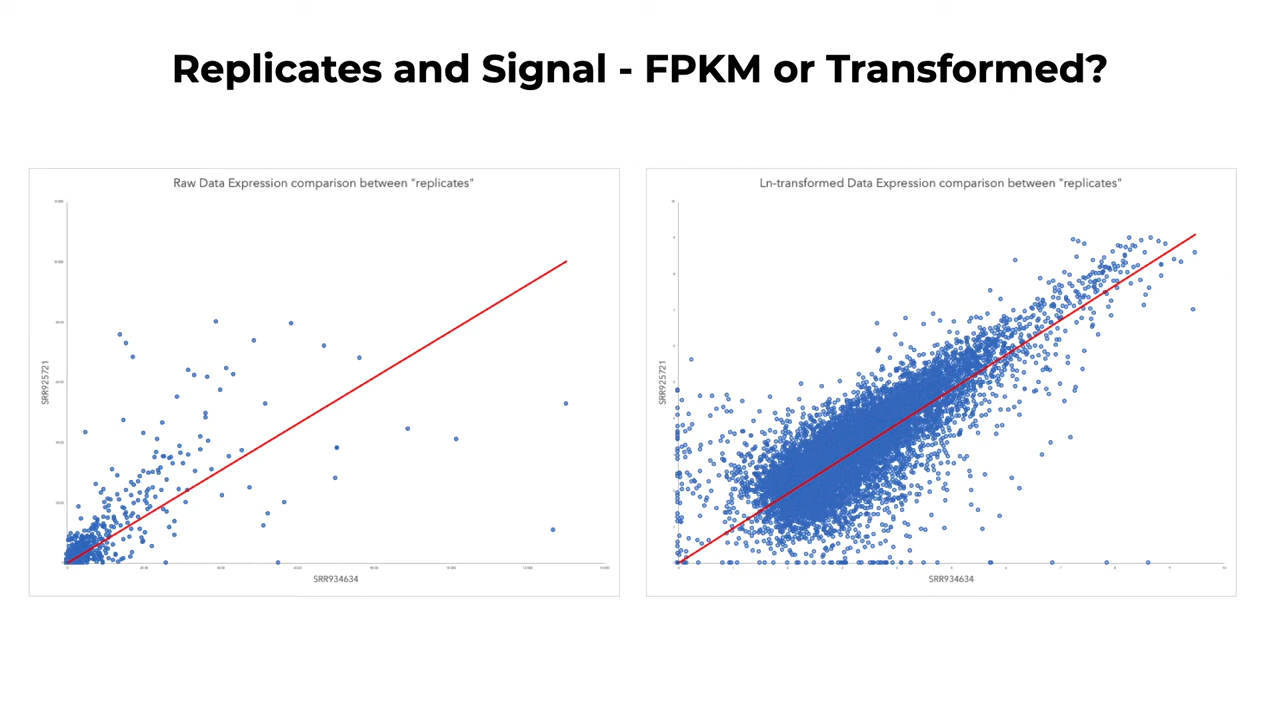 Replicates and Signal - FPKM or Transformed?
Raw Data Expression comparison between "replicates"
SRR925721
SRR934634
Ln-transformed Data Expression comparison between "replicates"
SRR925721
SRR934634